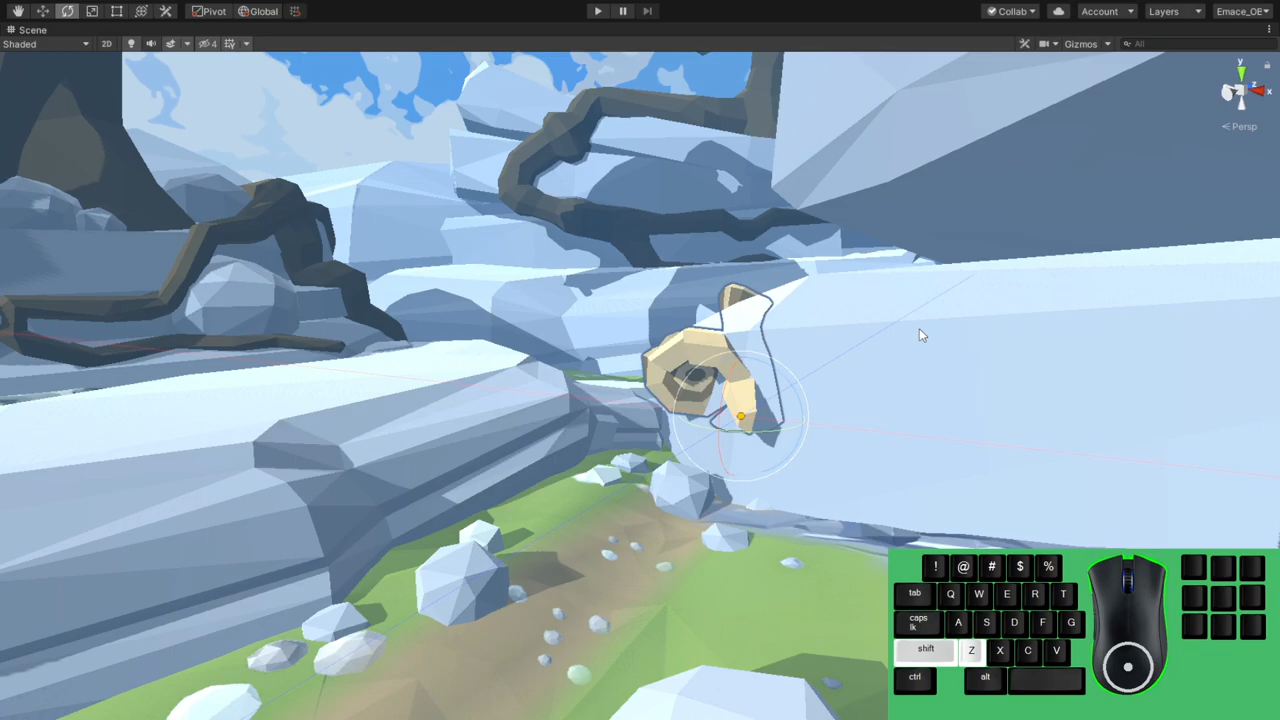 Pivot Global Collab Account Layers Emace_OE
Scene
Shaded 2D 4 Gizmos All
y
z x
< Persp
! @ # $ %
tab Q W E R T
caps lk A S D F G
shift Z X C V
ctrl alt